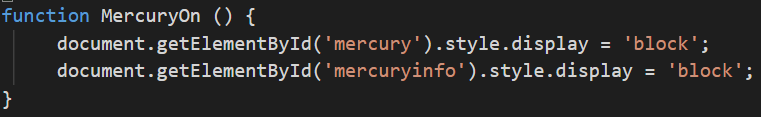 function MercuryOn () {
    document.getElementById('mercury').style.display = 'block';
    document.getElementById('mercuryinfo').style.display = 'block';
}